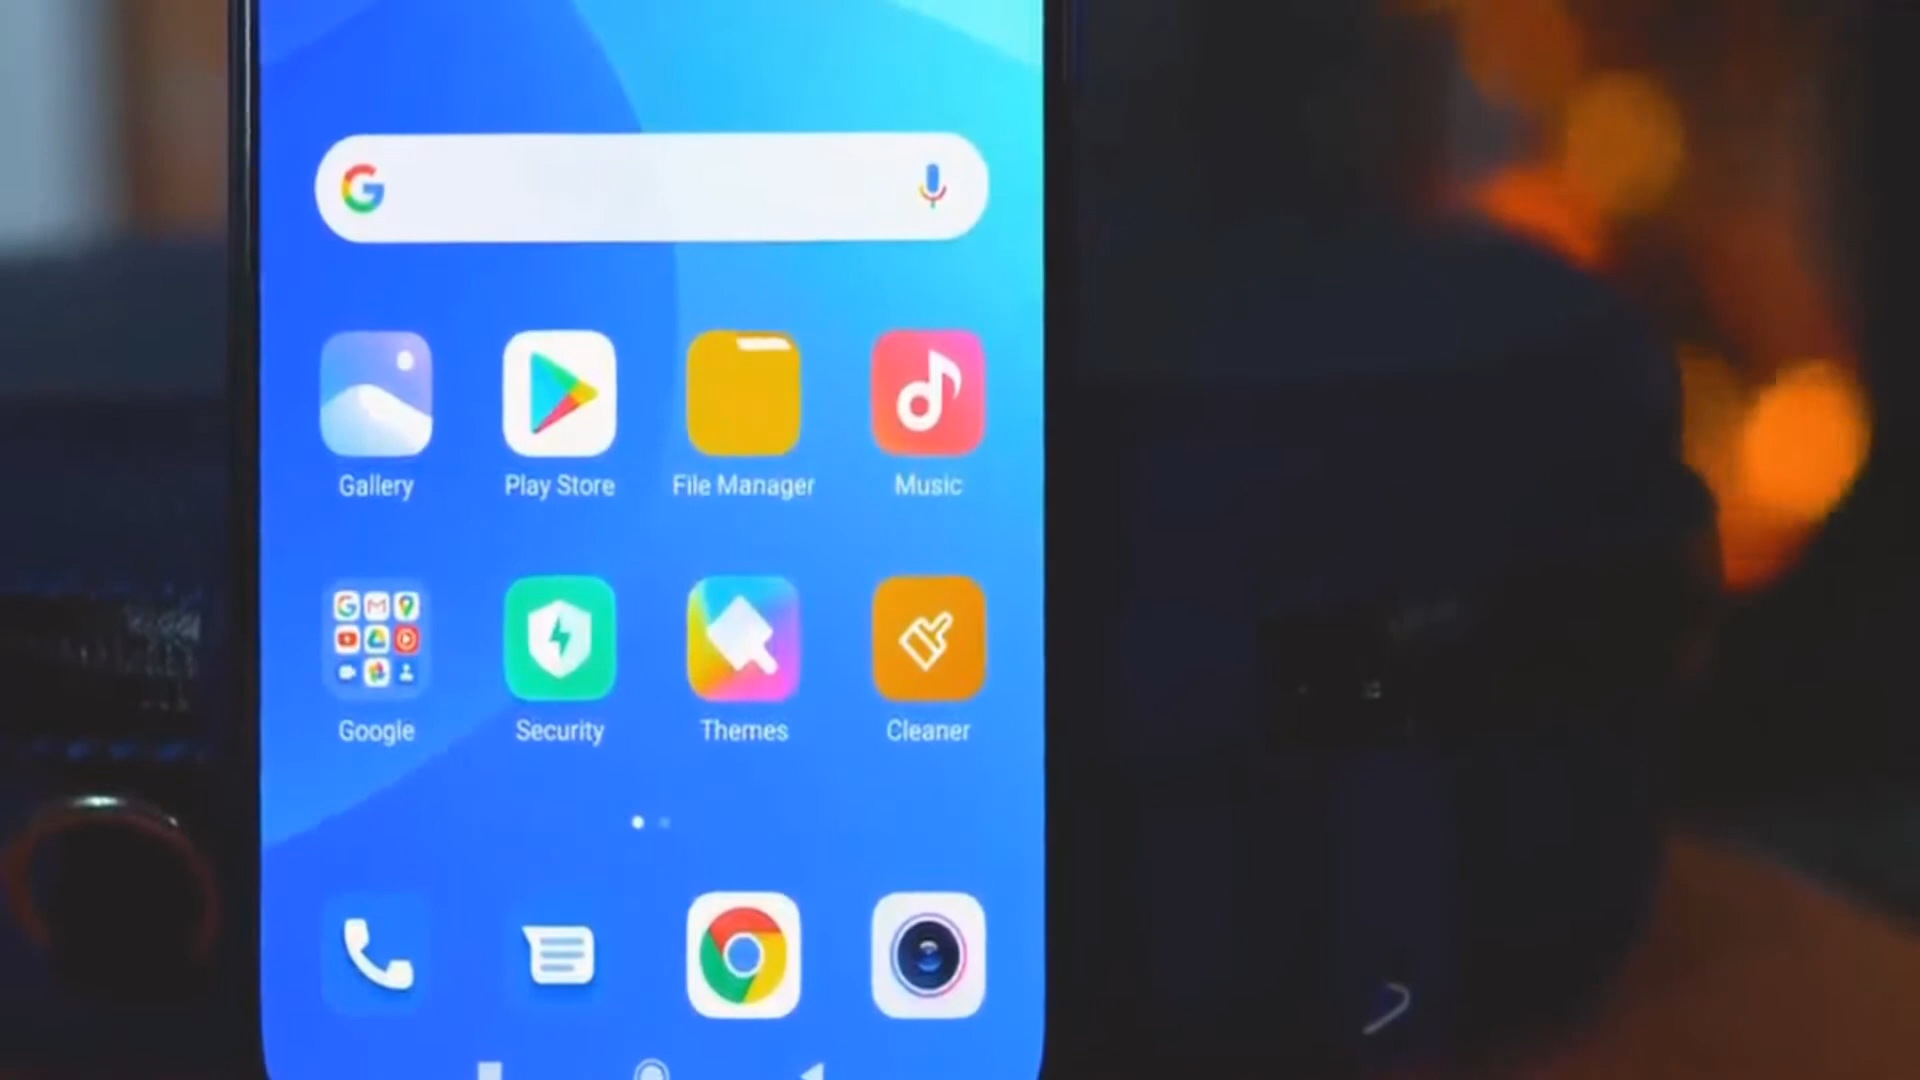 Gallery
Play Store
File Manager
Music
Google
Security
Themes
Cleaner